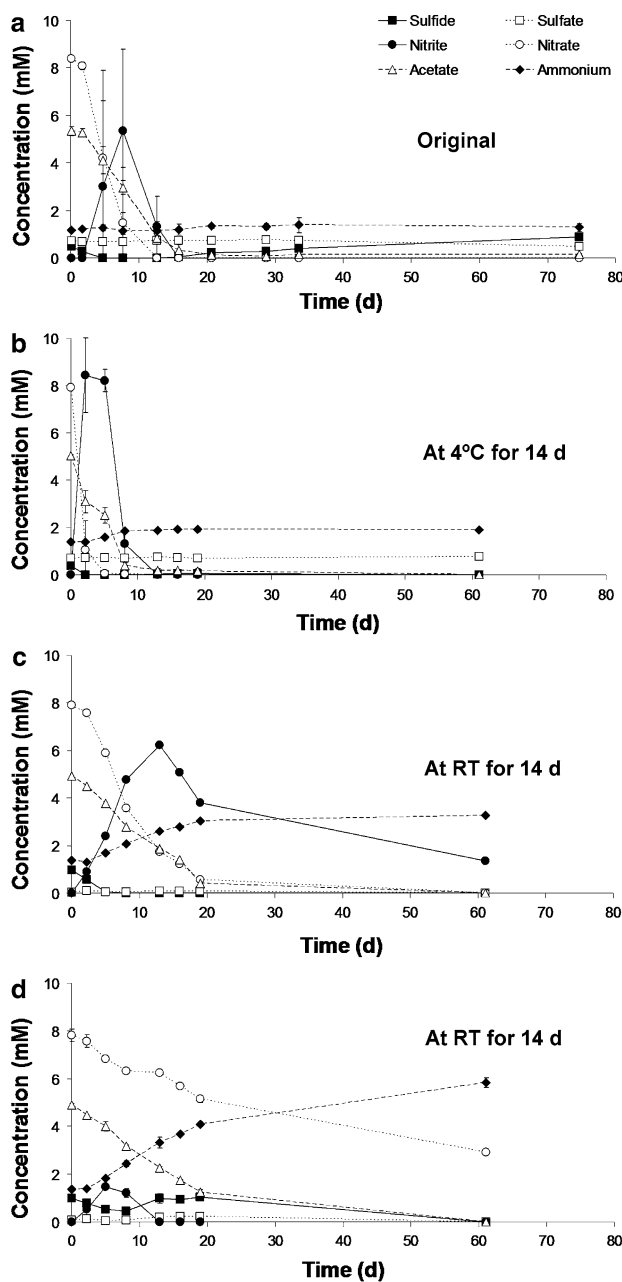 a
Sulfide Sulfate
Nitrite Nitrate
Acetate Ammonium
Original
Concentration (mM)
10
8
6
4
2
0
0 10 20 30 40 50 60 70 80
Time (d)
b
At 4°C for 14 d
Concentration (mM)
10
8
6
4
2
0
0 10 20 30 40 50 60 70 80
Time (d)
c
At RT for 14 d
Concentration (mM)
10
8
6
4
2
0
0 10 20 30 40 50 60 70 80
Time (d)
d
At RT for 14 d
Concentration (mM)
10
8
6
4
2
0
0 10 20 30 40 50 60 70 80
Time (d)